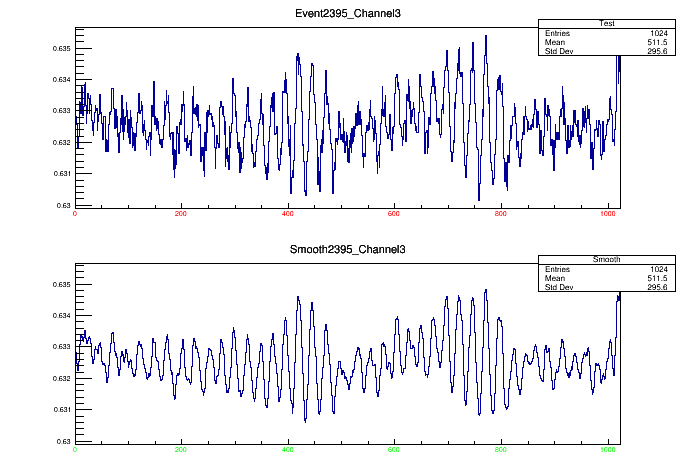 Event2395_Channel3
Test
Entries 1024
Mean 511.5
Std Dev 295.6
0.635
0.634
0.633
0.632
0.631
0.63
0 200 400 600 800 1000
Smooth2395_Channel3
Smooth
Entries 1024
Mean 511.5
Std Dev 295.6
0.635
0.634
0.633
0.632
0.631
0.63
0 200 400 600 800 1000